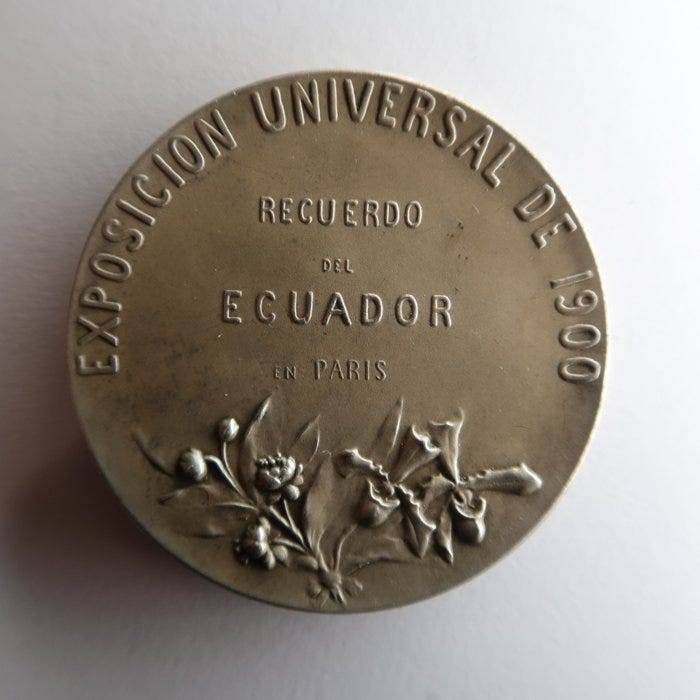 EXPOSICION UNIVERSAL DE 1900
RECUERDO
DEL
ECUADOR
EN PARIS